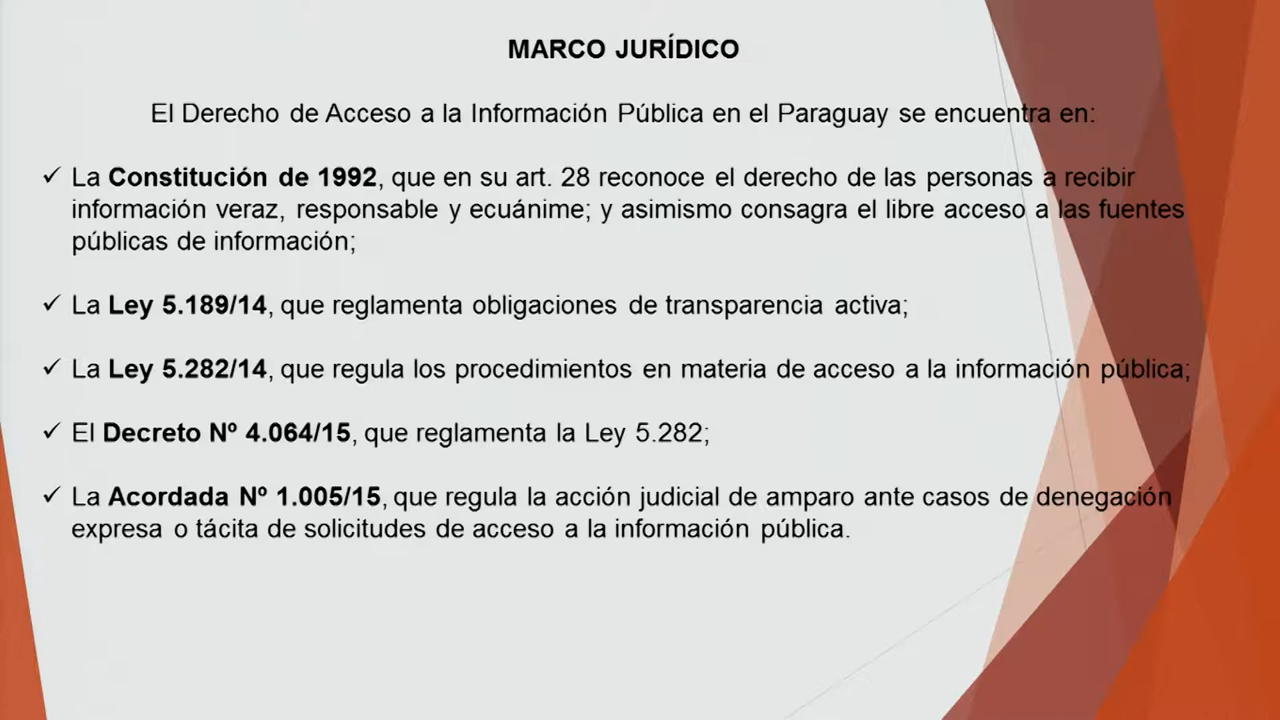 MARCO JURÍDICO
El Derecho de Acceso a la Información Pública en el Paraguay se encuentra en:
✓ La Constitución de 1992, que en su art. 28 reconoce el derecho de las personas a recibir
información veraz, responsable y ecuánime; y asimismo consagra el libre acceso a las fuentes
públicas de información;
✓ La Ley 5.189/14, que reglamenta obligaciones de transparencia activa;
✓ La Ley 5.282/14, que regula los procedimientos en materia de acceso a la información pública;
✓ El Decreto Nº 4.064/15, que reglamenta la Ley 5.282;
✓ La Acordada Nº 1.005/15, que regula la acción judicial de amparo ante casos de denegación
expresa o tácita de solicitudes de acceso a la información pública.